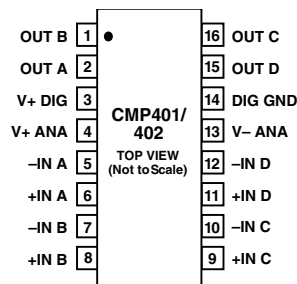 OUT B 1 16 OUT C
OUT A 2 15 OUT D
V+ DIG 3 14 DIG GND
V+ ANA 4 13 V– ANA
CMP401/
402
TOP VIEW
(Not to Scale)
–IN A 5 12 –IN D
+IN A 6 11 +IN D
–IN B 7 10 –IN C
+IN B 8 9 +IN C